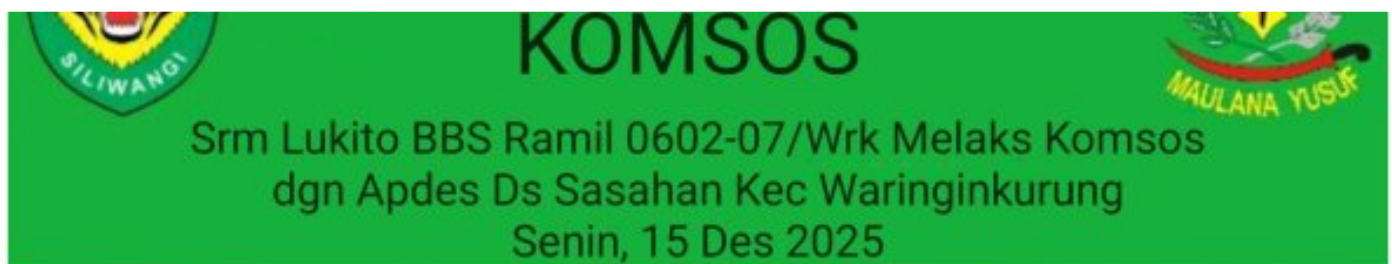 KOMSOS
SILIWANGI
MAULANA YUSUF
Srm Lukito BBS Ramil 0602-07/Wrk Melaks Komsos
dgn Apdes Ds Sasahan Kec Waringinkurung
Senin, 15 Des 2025